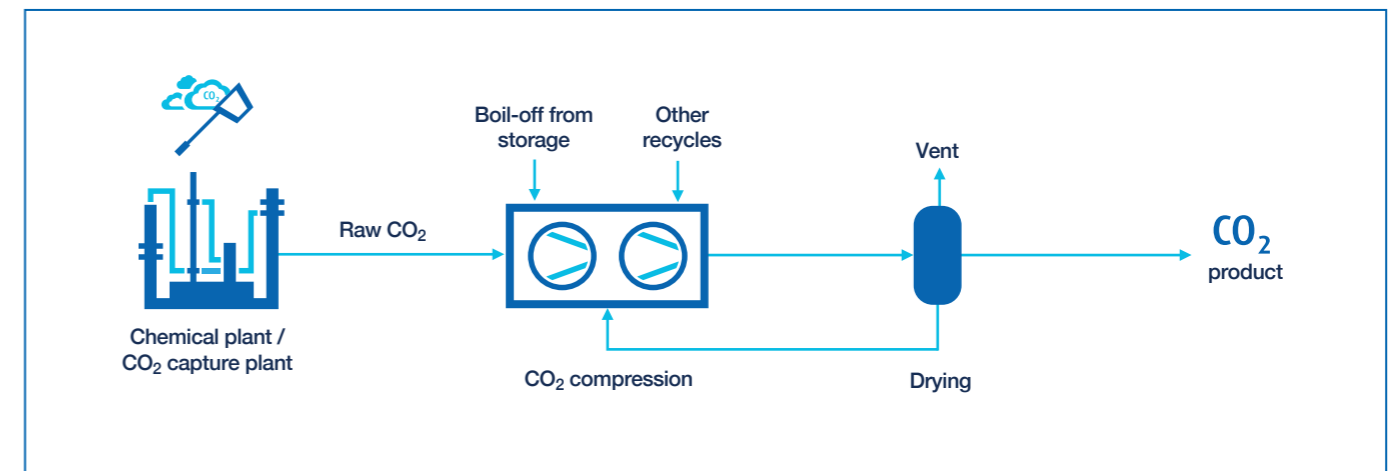 CO₂
Boil-off from
storage
Other
recycles
Vent
Raw CO₂
CO₂
product
Chemical plant /
CO₂ capture plant
CO₂ compression
Drying